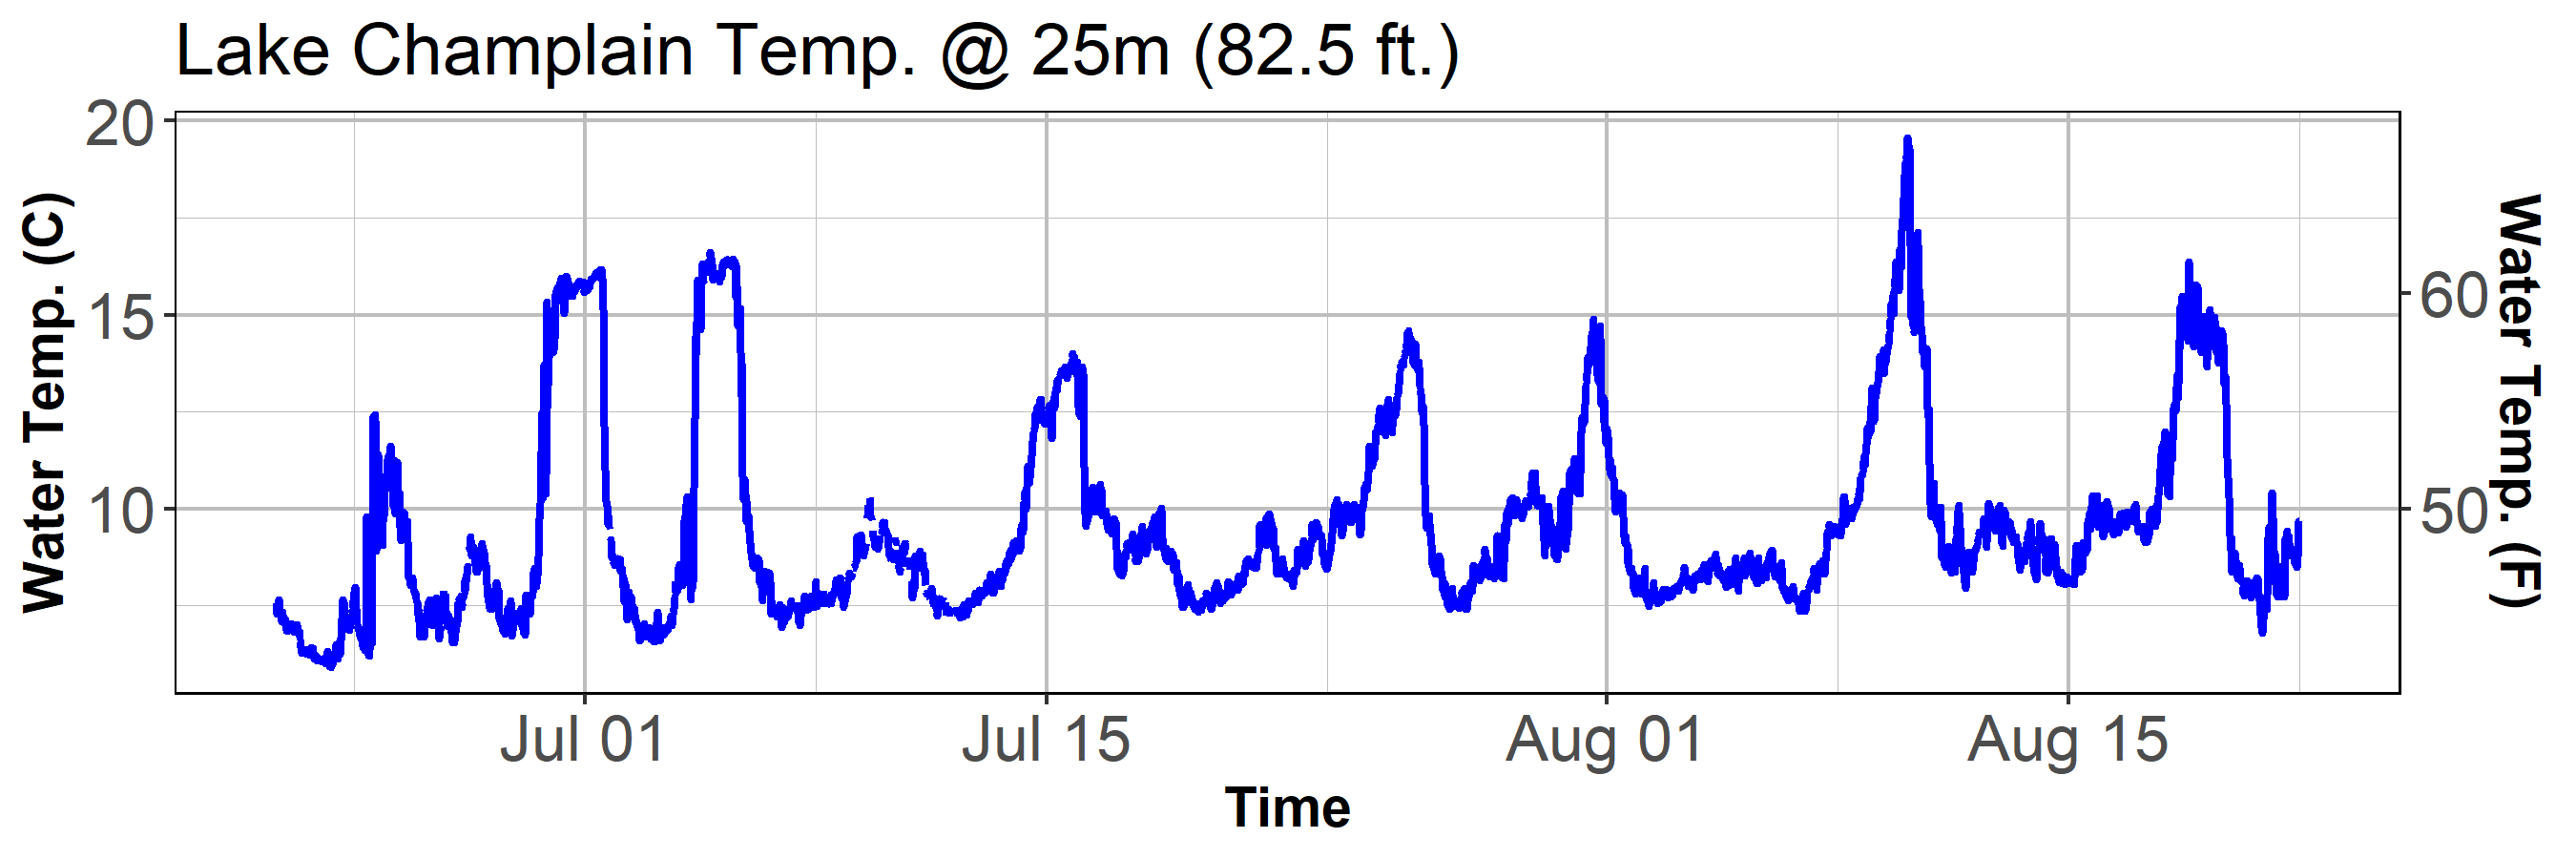 Lake Champlain Temp. @ 25m (82.5 ft.)
Water Temp. (C)
20
15
10
60
50
Water Temp. (F)
Jul 01
Jul 15
Aug 01
Aug 15
Time